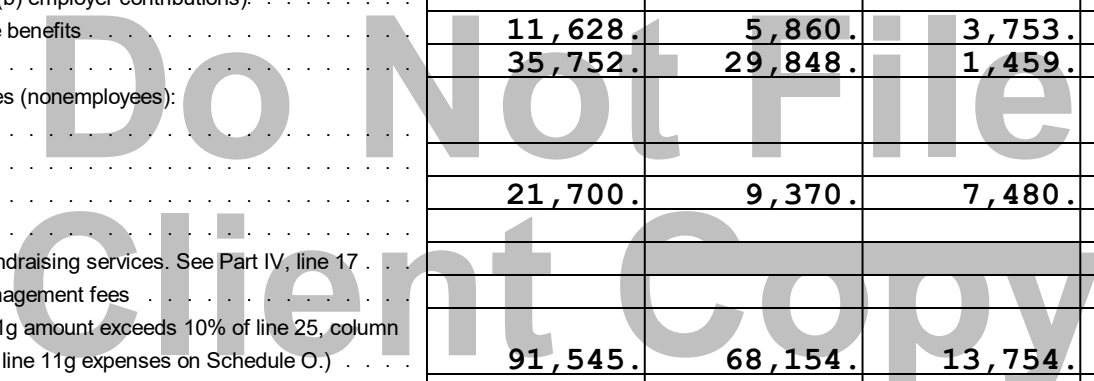 (b) employer contributions).
e benefits . . . . . . . . . . . . . . . . . 11,628. 5,860. 3,753.
. . . . . . . . . . . . . . . . . . . . . 35,752. 29,848. 1,459.
es (nonemployees):
Do Not File
. . . . . . . . . . . . . . . . . . . . . 21,700. 9,370. 7,480.
Client Copy
ndraising services. See Part IV, line 17 . . .
nagement fees . . . . . . . . . . . . . .
1g amount exceeds 10% of line 25, column
line 11g expenses on Schedule O.) . . . . 91,545. 68,154. 13,754.